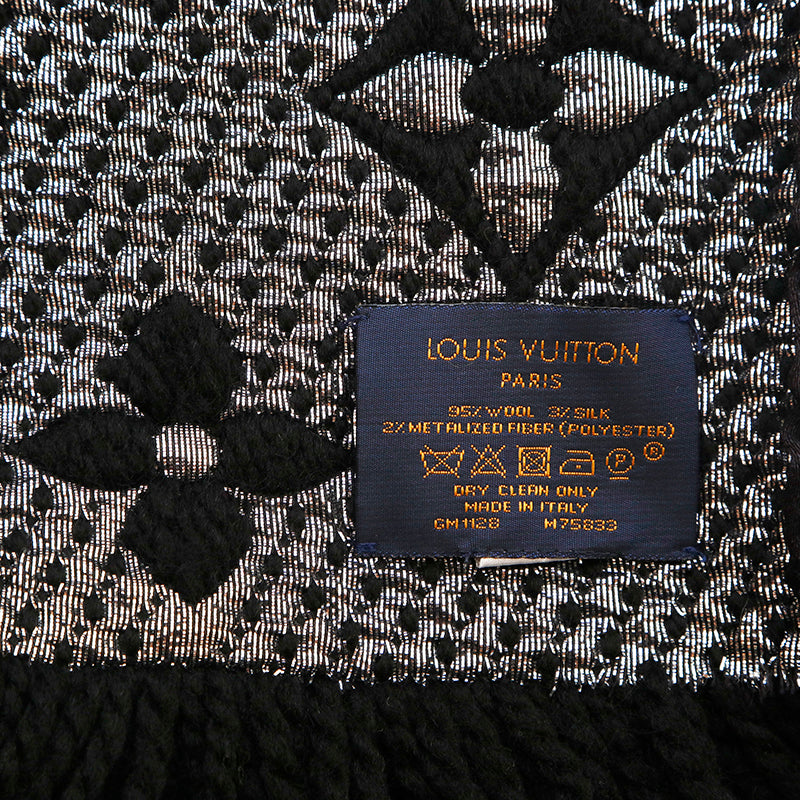 LOUIS VUITTON
PARIS
95% WOOL 3% SILK
2% METALIZED FIBER (POLYESTER)
P ®
DRY CLEAN ONLY
MADE IN ITALY
GM1128 M75833